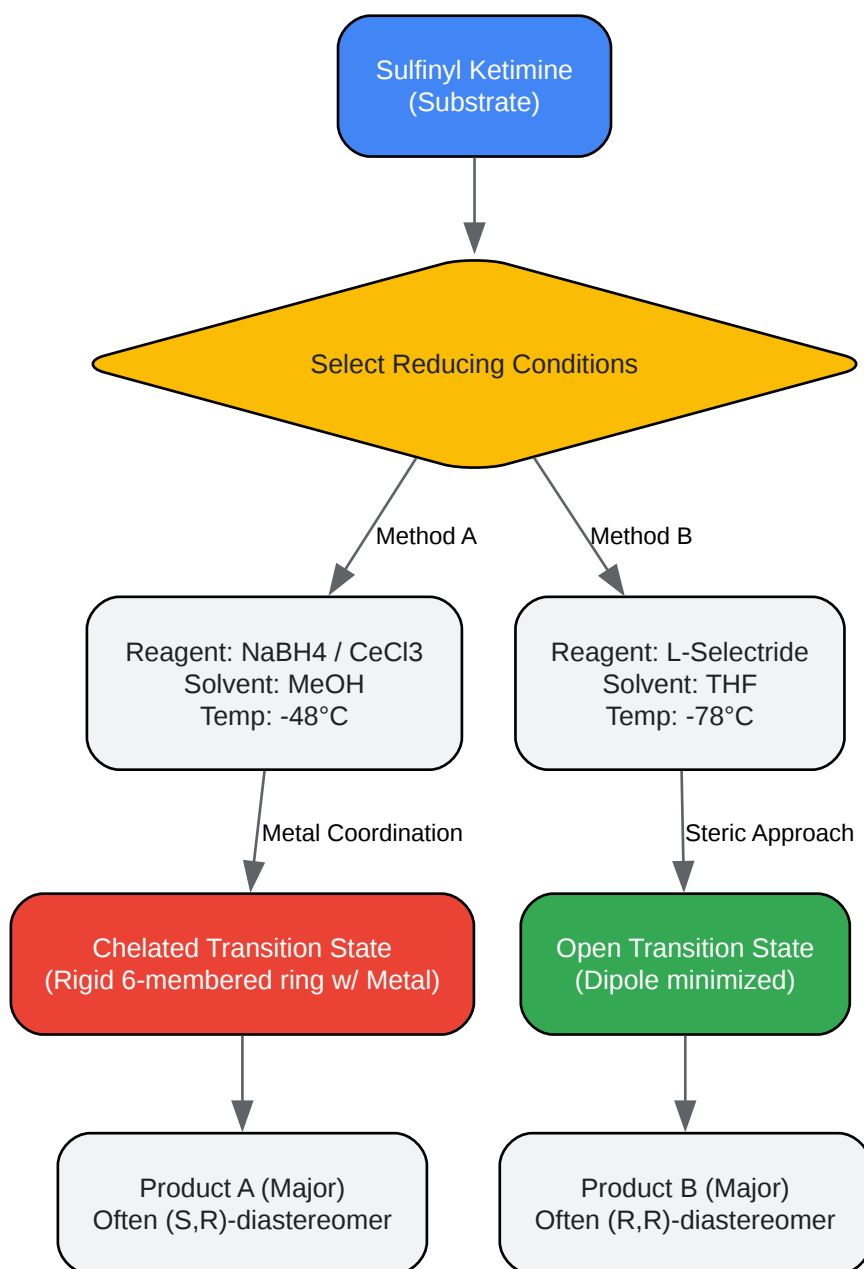 Sulfinyl Ketimine
(Substrate)
Select Reducing Conditions
Method A
Method B
Reagent: NaBH4 / CeCl3
Solvent: MeOH
Temp: -48°C
Reagent: L-Selectride
Solvent: THF
Temp: -78°C
Metal Coordination
Steric Approach
Chelated Transition State
(Rigid 6-membered ring w/ Metal)
Open Transition State
(Dipole minimized)
Product A (Major)
Often (S,R)-diastereomer
Product B (Major)
Often (R,R)-diastereomer